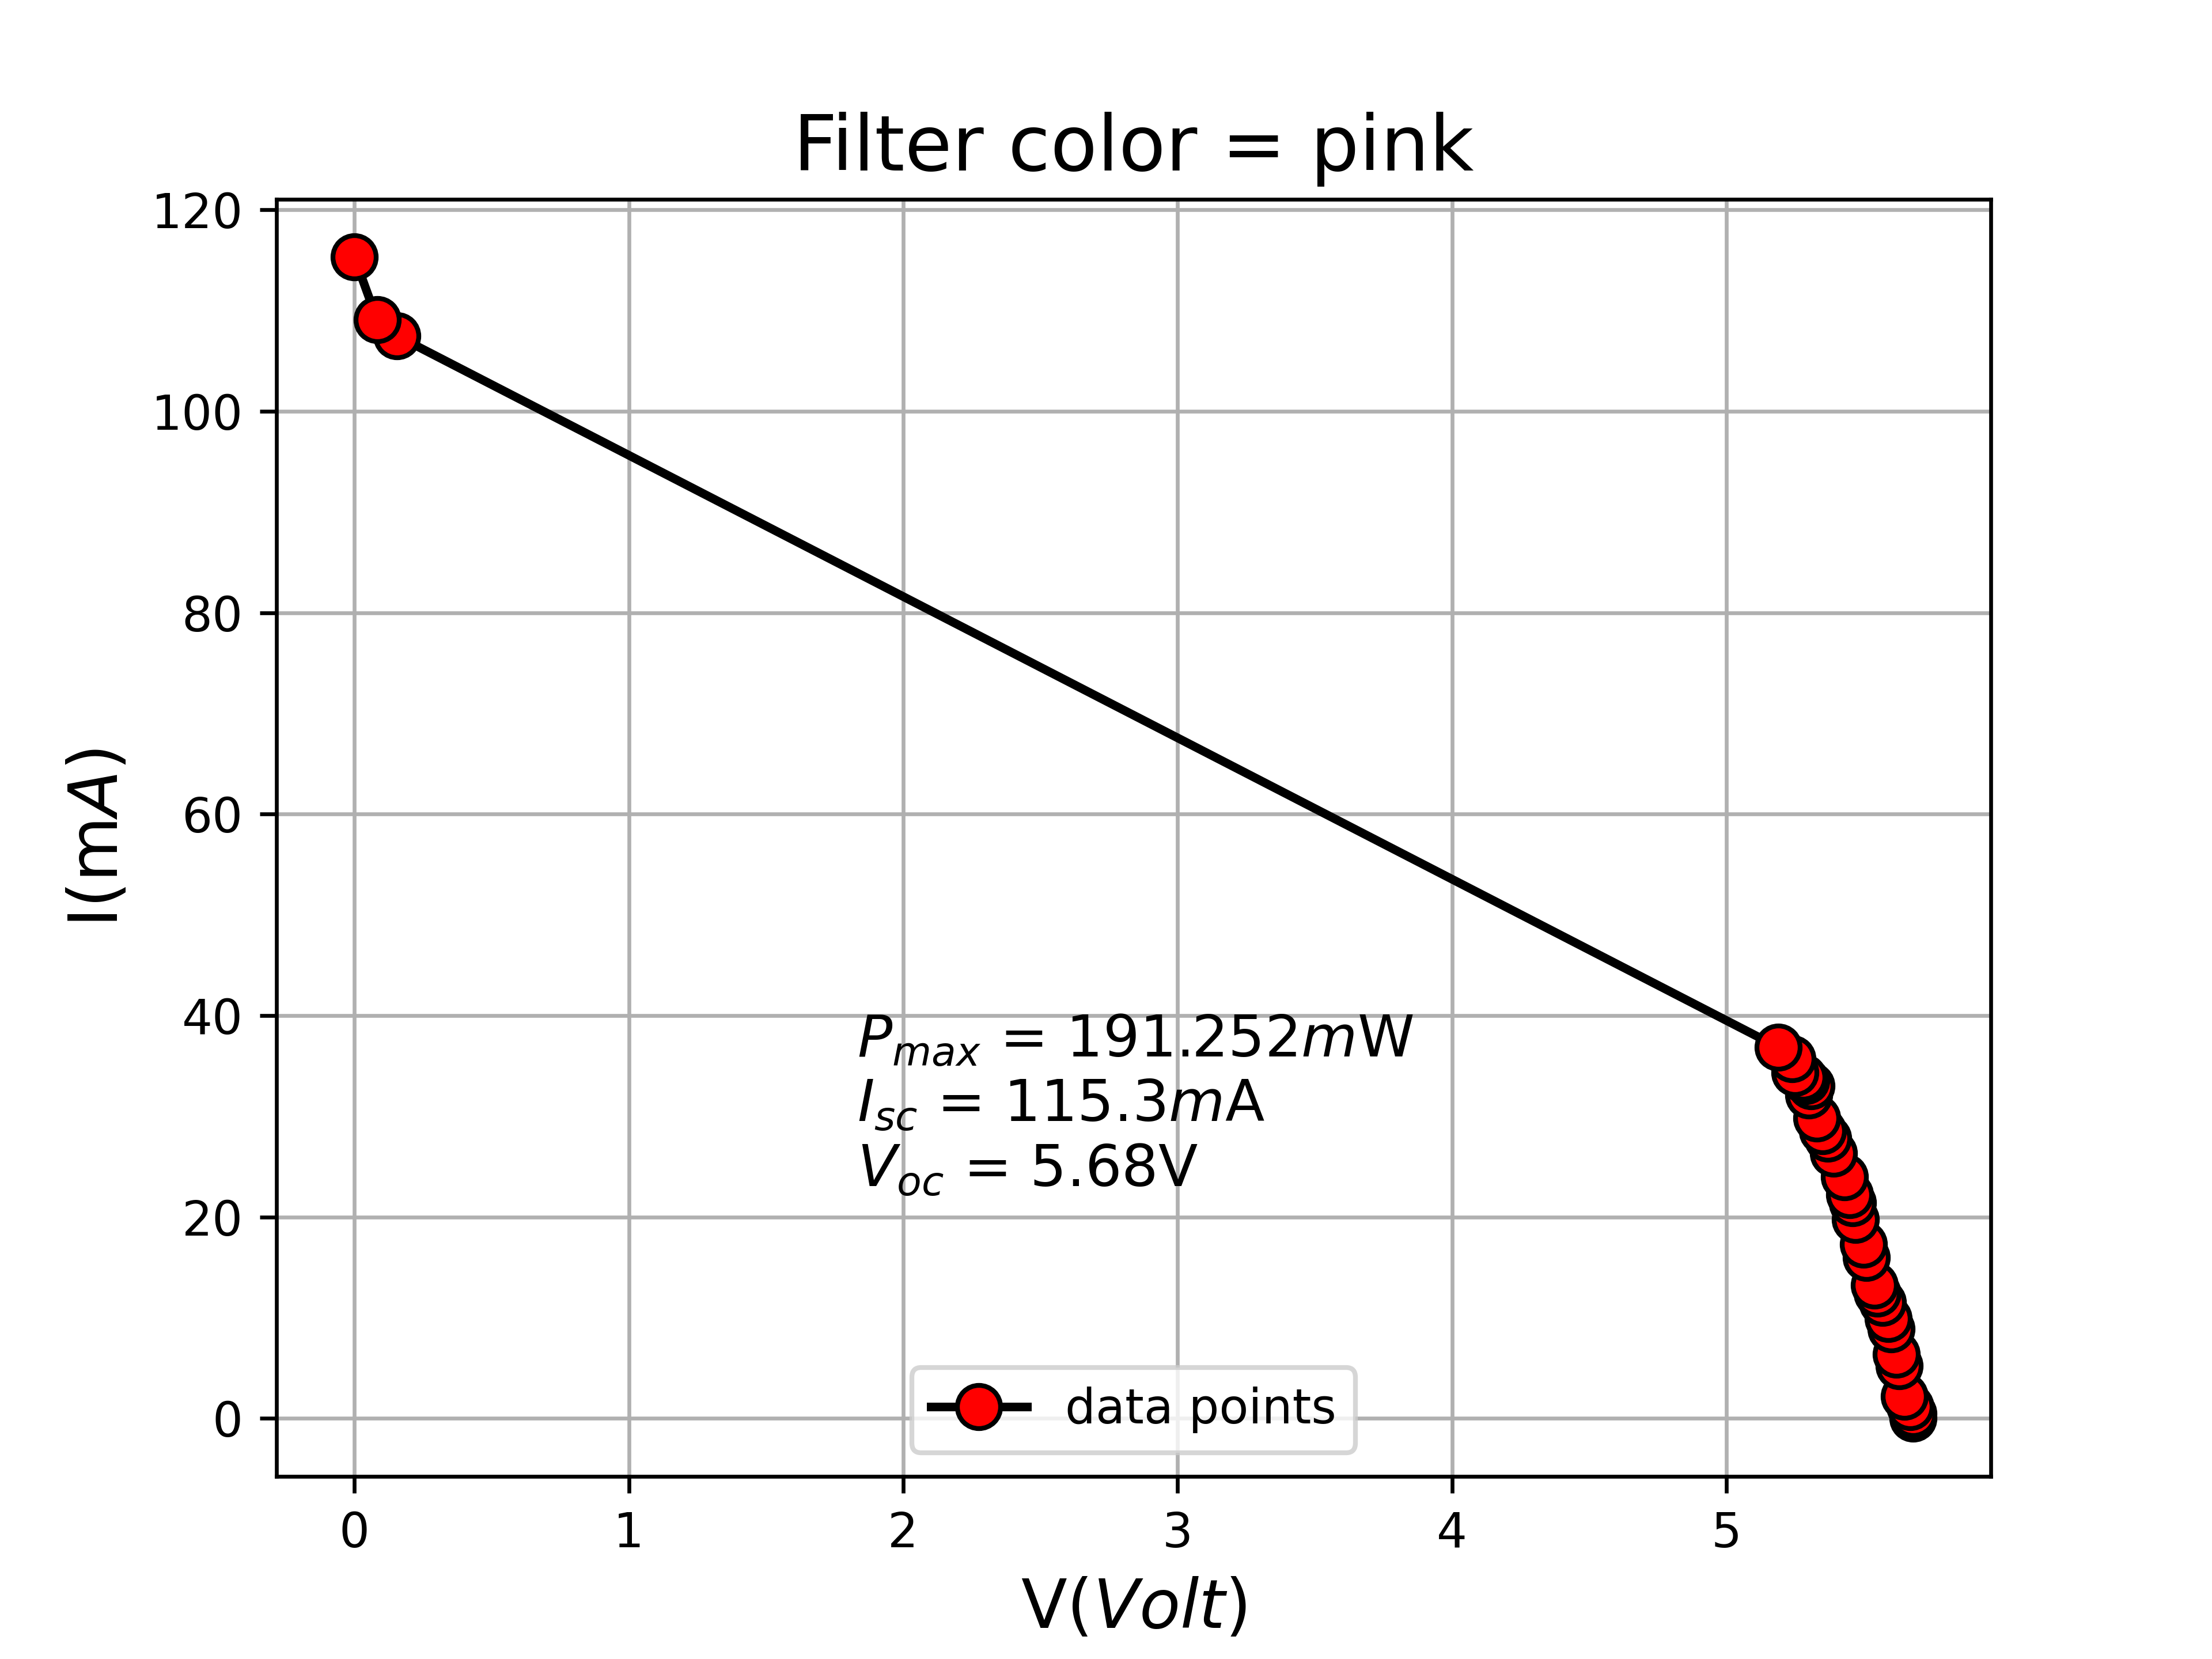 Filter color = pink
120
100
80
60
40
20
0
I(mA)
P_max = 191.252mW
I_sc = 115.3mA
V_oc = 5.68V
data points
0 1 2 3 4 5
V(Volt)